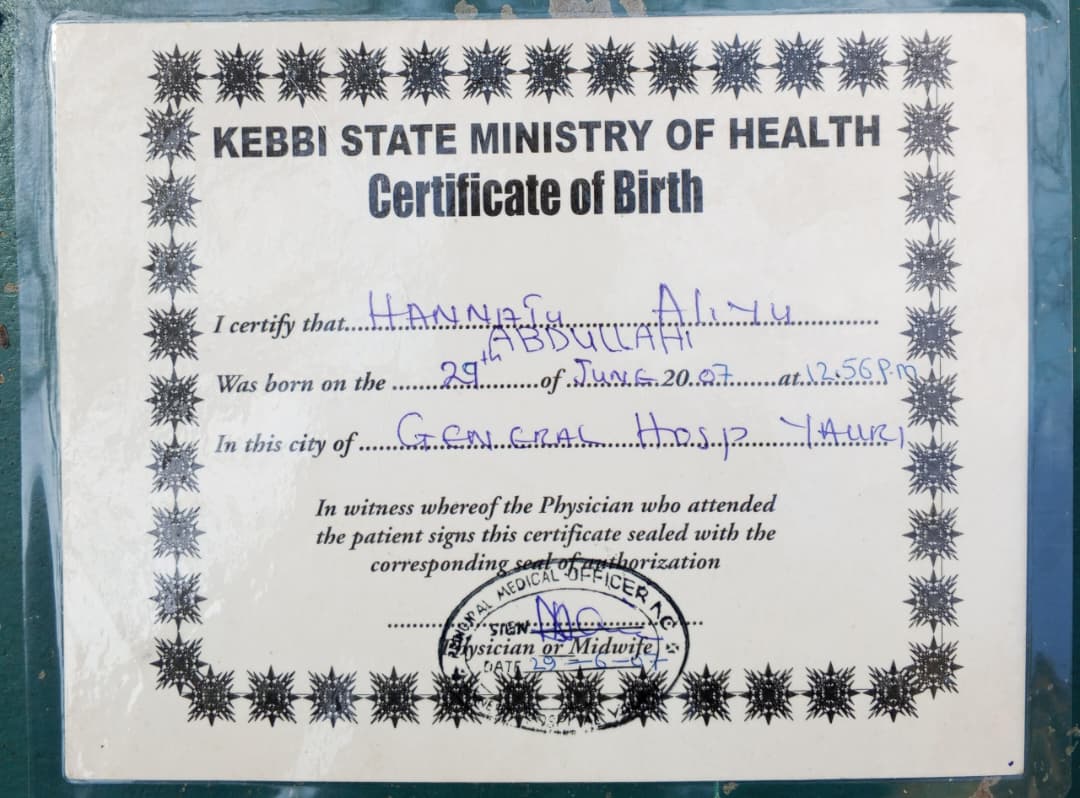 KEBBI STATE MINISTRY OF HEALTH
Certificate of Birth
I certify that....HANNATU ALIYU
ABDULLAHI
Was born on the ........29th........of.JUNE.20.07........at.12.56 P.m
In this city of.....GENERAL HOSP YAURI
In witness whereof the Physician who attended
the patient signs this certificate sealed with the
corresponding seal of authorization
MEDICAL OFFICER
SIGN
Physician or Midwife
DATE 29-6-07